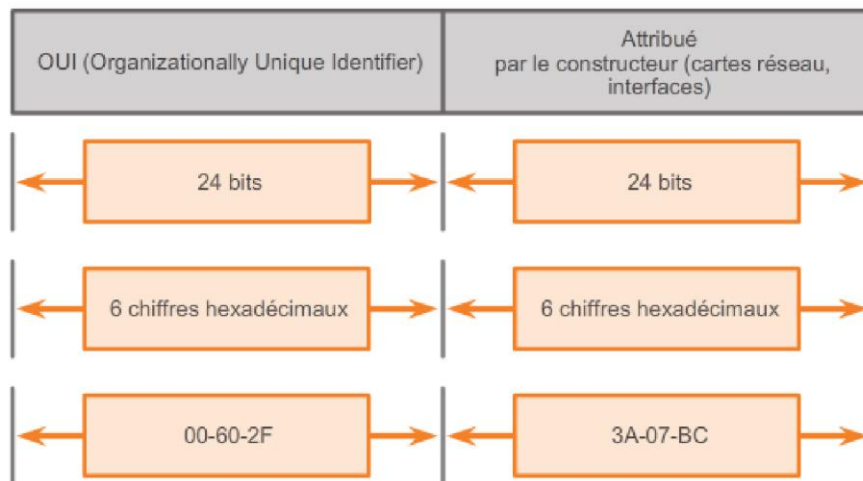 OUI (Organizationally Unique Identifier)
Attribué
par le constructeur (cartes réseau,
interfaces)
24 bits
24 bits
6 chiffres hexadécimaux
6 chiffres hexadécimaux
00-60-2F
3A-07-BC